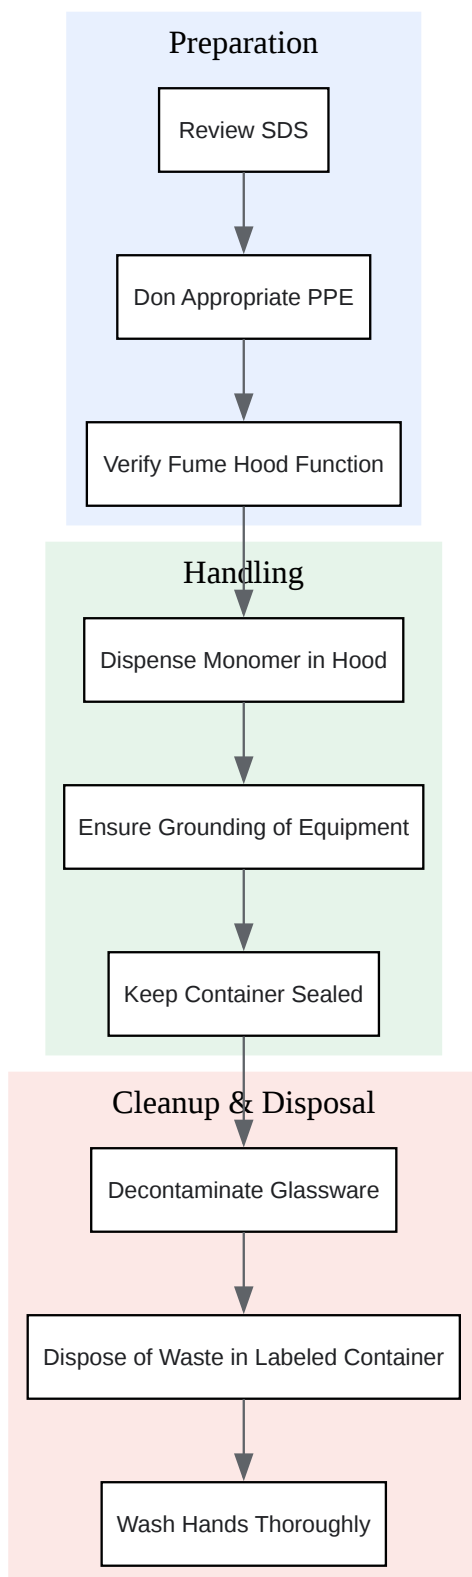 Preparation
Review SDS
Don Appropriate PPE
Verify Fume Hood Function
Handling
Dispense Monomer in Hood
Ensure Grounding of Equipment
Keep Container Sealed
Cleanup & Disposal
Decontaminate Glassware
Dispose of Waste in Labeled Container
Wash Hands Thoroughly